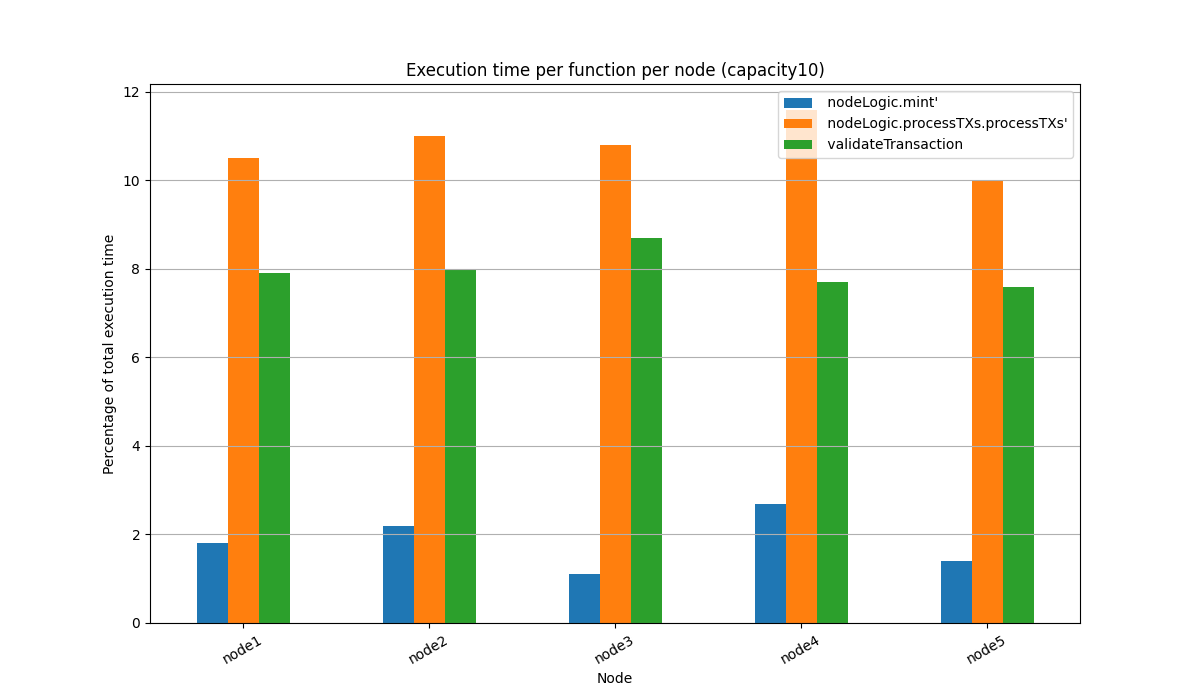 Execution time per function per node (capacity10)
nodeLogic.mint'
nodeLogic.processTXs.processTXs'
validateTransaction
Percentage of total execution time
12
10
8
6
4
2
0
node1
node2
node3
node4
node5
Node